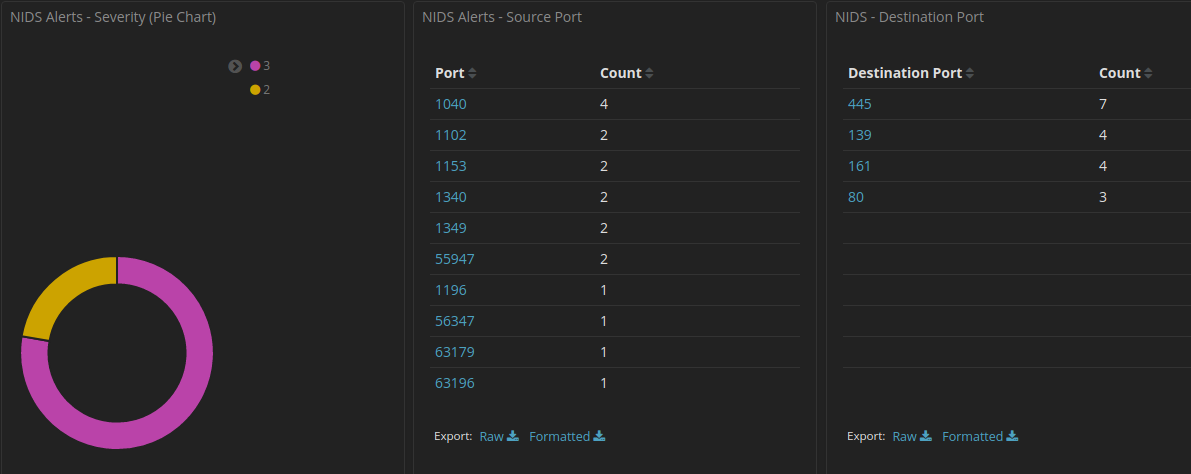 NIDS Alerts - Severity (Pie Chart)
3
2
NIDS Alerts - Source Port
Port Count
1040 4
1102 2
1153 2
1340 2
1349 2
55947 2
1196 1
56347 1
63179 1
63196 1
Export: Raw Formatted
NIDS - Destination Port
Destination Port Count
445 7
139 4
161 4
80 3
Export: Raw Formatted